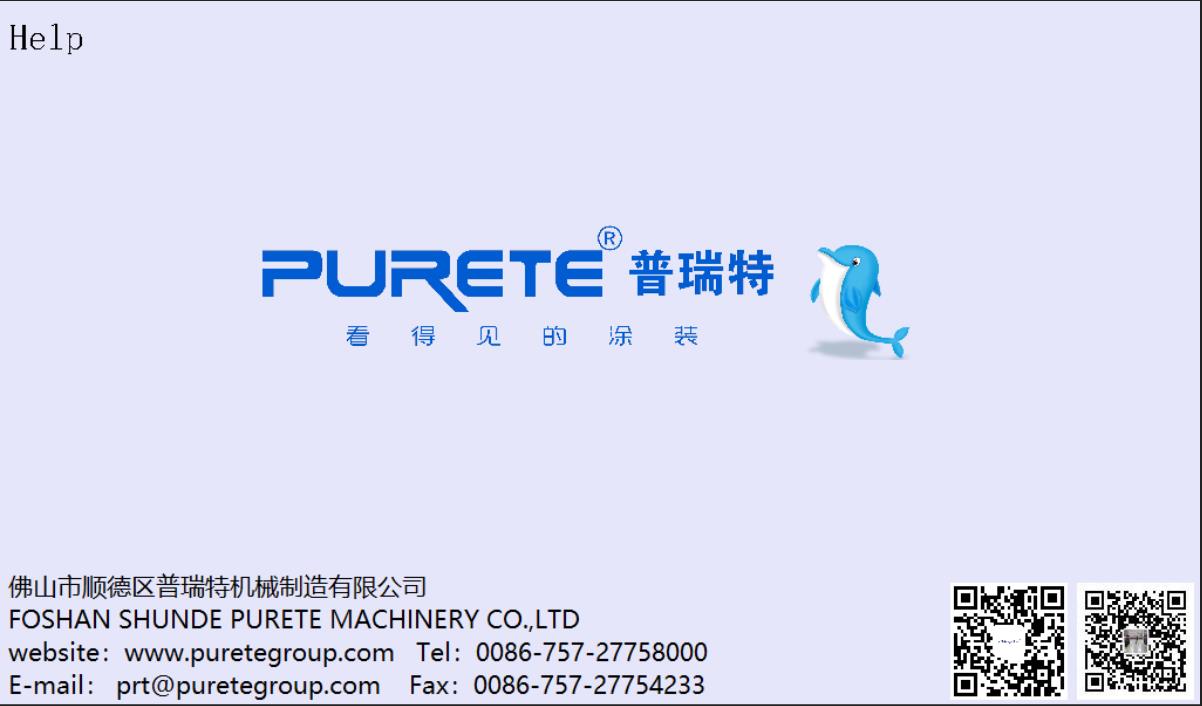 Help
PURETE® 普瑞特
看得见的涂装
佛山市顺德区普瑞特机械制造有限公司
FOSHAN SHUNDE PURETE MACHINERY CO.,LTD
website：www.puretegroup.com Tel：0086-757-27758000
E-mail： prt@puretegroup.com Fax：0086-757-27754233